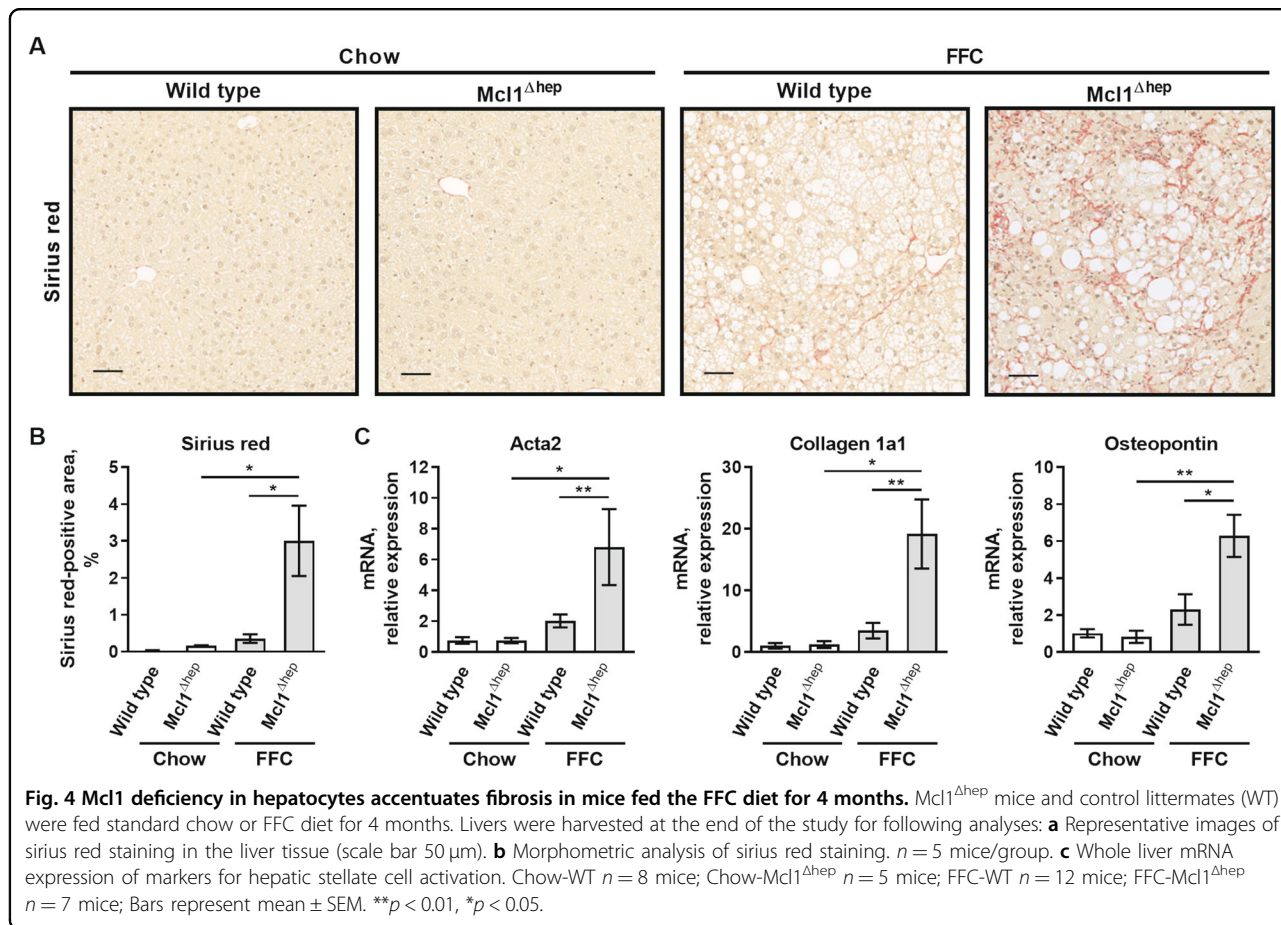 A
Chow
FFC
Wild type
Mcl1Δhep
Wild type
Mcl1Δhep
Sirius red
B
Sirius red
Sirius red-positive area,
%
5
4
3
2
1
0
*
*
Wild type
Mcl1Δhep
Wild type
Mcl1Δhep
Chow
FFC
C
Acta2
mRNA,
relative expression
12
10
8
6
4
2
0
*
**
Wild type
Mcl1Δhep
Wild type
Mcl1Δhep
Chow
FFC
Collagen 1a1
mRNA,
relative expression
30
20
10
0
*
**
Wild type
Mcl1Δhep
Wild type
Mcl1Δhep
Chow
FFC
Osteopontin
mRNA,
relative expression
10
8
6
4
2
0
**
*
Wild type
Mcl1Δhep
Wild type
Mcl1Δhep
Chow
FFC
Fig. 4 Mcl1 deficiency in hepatocytes accentuates fibrosis in mice fed the FFC diet for 4 months. Mcl1Δhep mice and control littermates (WT)
were fed standard chow or FFC diet for 4 months. Livers were harvested at the end of the study for following analyses: a Representative images of
sirius red staining in the liver tissue (scale bar 50 μm). b Morphometric analysis of sirius red staining. n = 5 mice/group. c Whole liver mRNA
expression of markers for hepatic stellate cell activation. Chow-WT n = 8 mice; Chow-Mcl1Δhep n = 5 mice; FFC-WT n = 12 mice; FFC-Mcl1Δhep
n = 7 mice; Bars represent mean ± SEM. **p < 0.01, *p < 0.05.